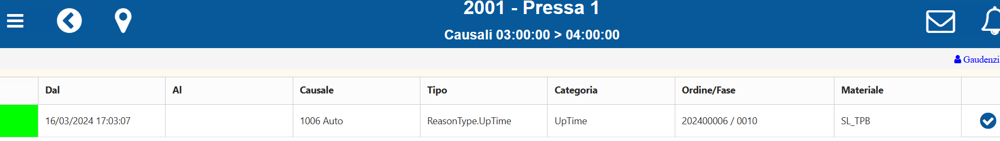 2001 - Pressa 1
Causali 03:00:00 > 04:00:00
Gaudenzi
Dal Al Causale Tipo Categoria Ordine/Fase Materiale
16/03/2024 17:03:07 1006 Auto ReasonType.UpTime UpTime 202400006 / 0010 SL_TPB